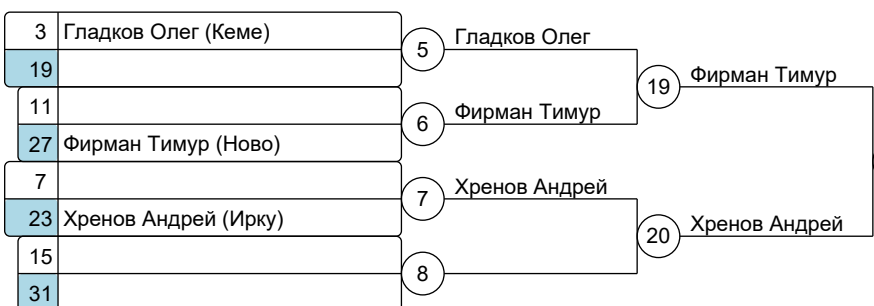 3 Гладков Олег (Кеме)
5 Гладков Олег
19
19 Фирман Тимур
11
6 Фирман Тимур
27 Фирман Тимур (Ново)
7
7 Хренов Андрей
23 Хренов Андрей (Ирку)
20 Хренов Андрей
15
8
31